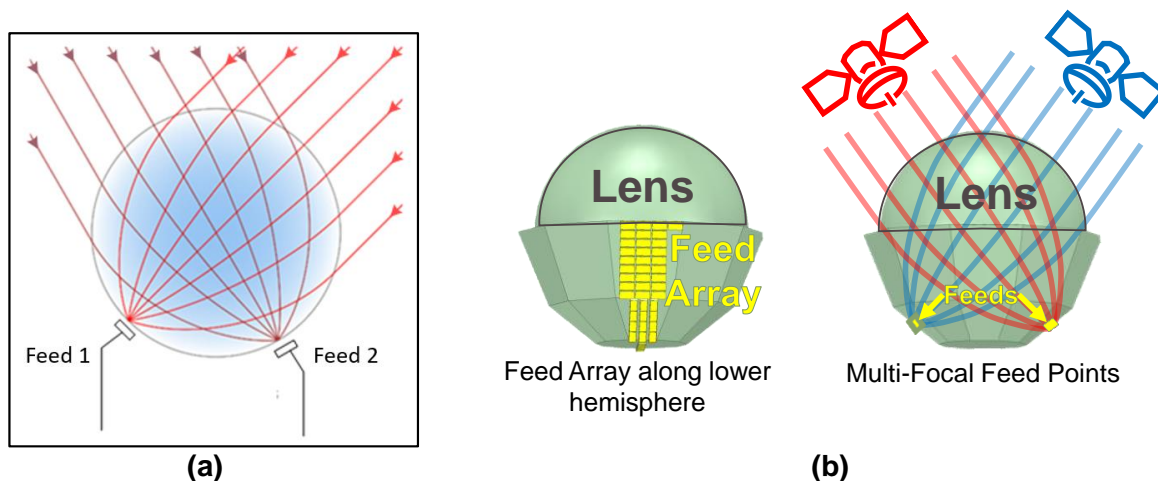 Feed 1
Feed 2
(a)
Lens
Feed
Array
Feed Array along lower
hemisphere
Lens
Feeds
Multi-Focal Feed Points
(b)